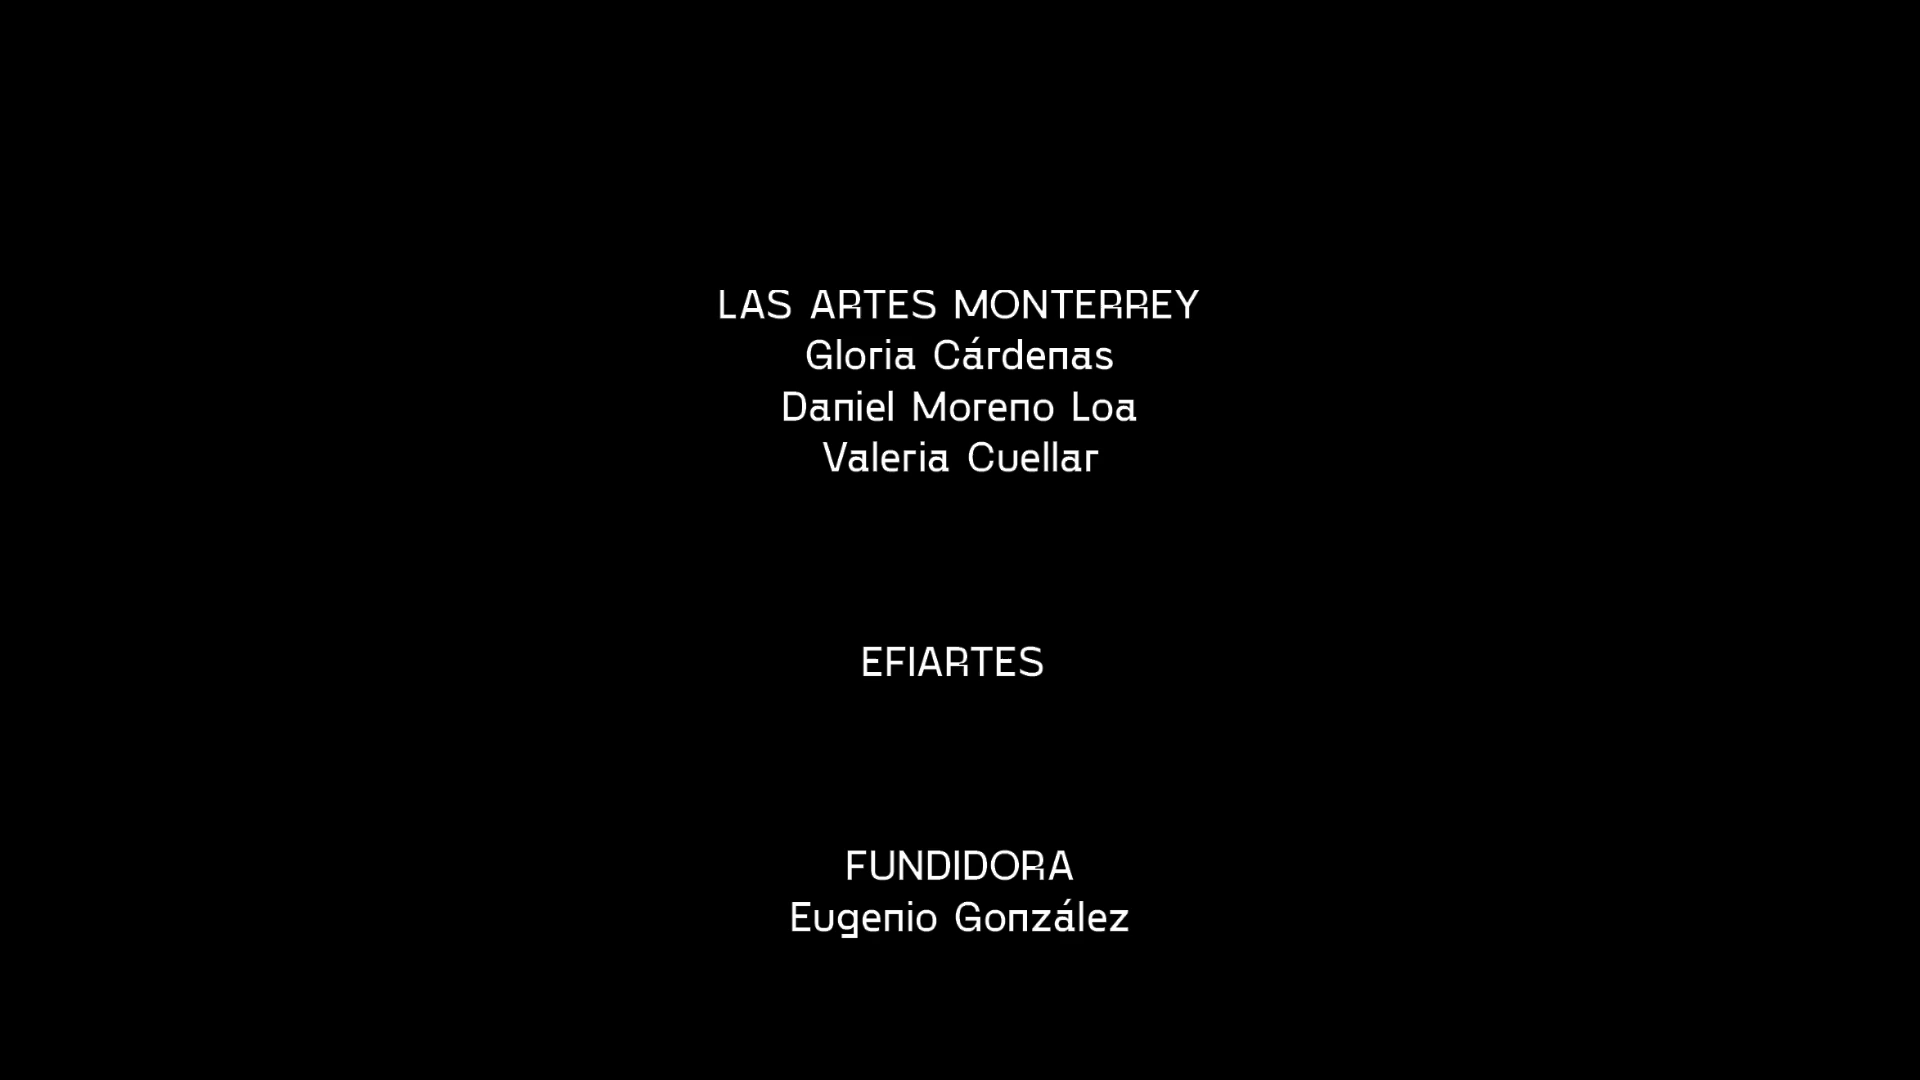 LAS ARTES MONTERREY
Gloria Cárdenas
Daniel Moreno Loa
Valeria Cuellar
EFIARTES
FUNDIDORA
Eugenio González